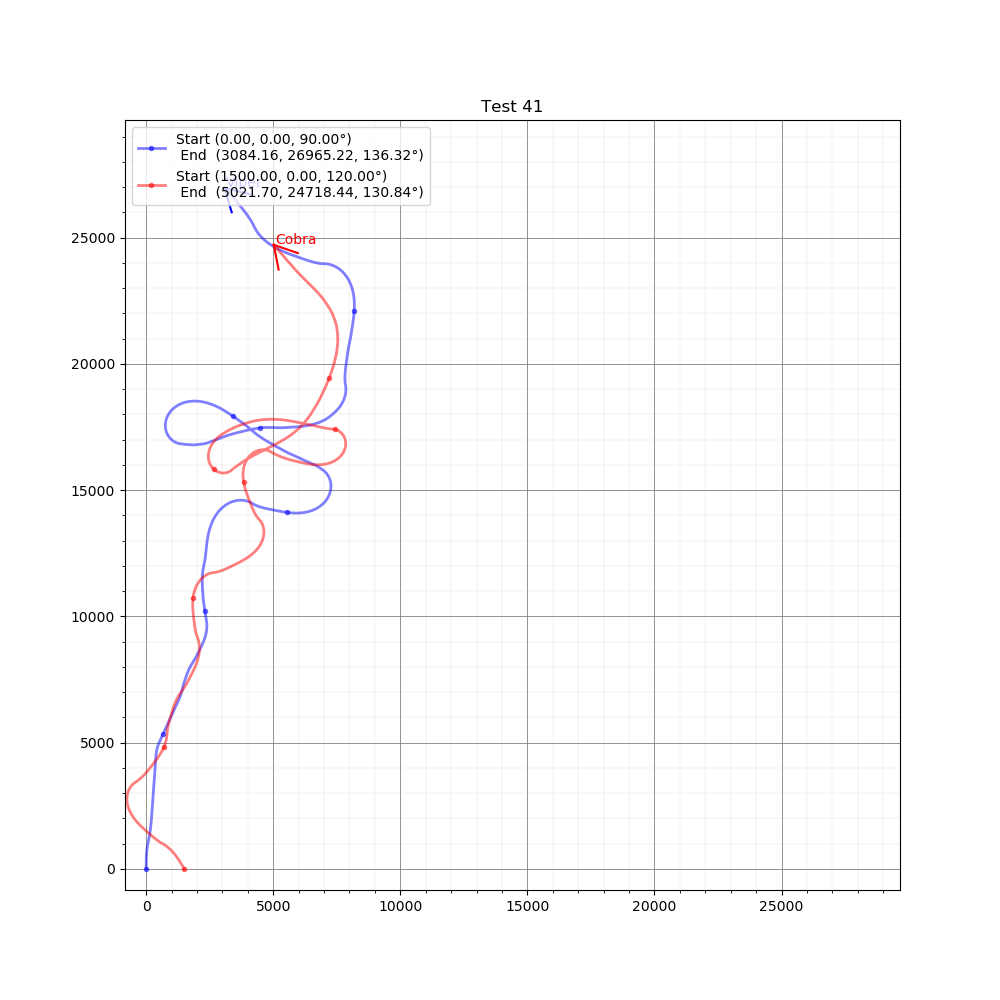 Test 41
Start (0.00, 0.00, 90.00°)
End (3084.16, 26965.22, 136.32°)
Start (1500.00, 0.00, 120.00°)
End (5021.70, 24718.44, 130.84°)
Cobra
25000
20000
15000
10000
5000
0
0 5000 10000 15000 20000 25000